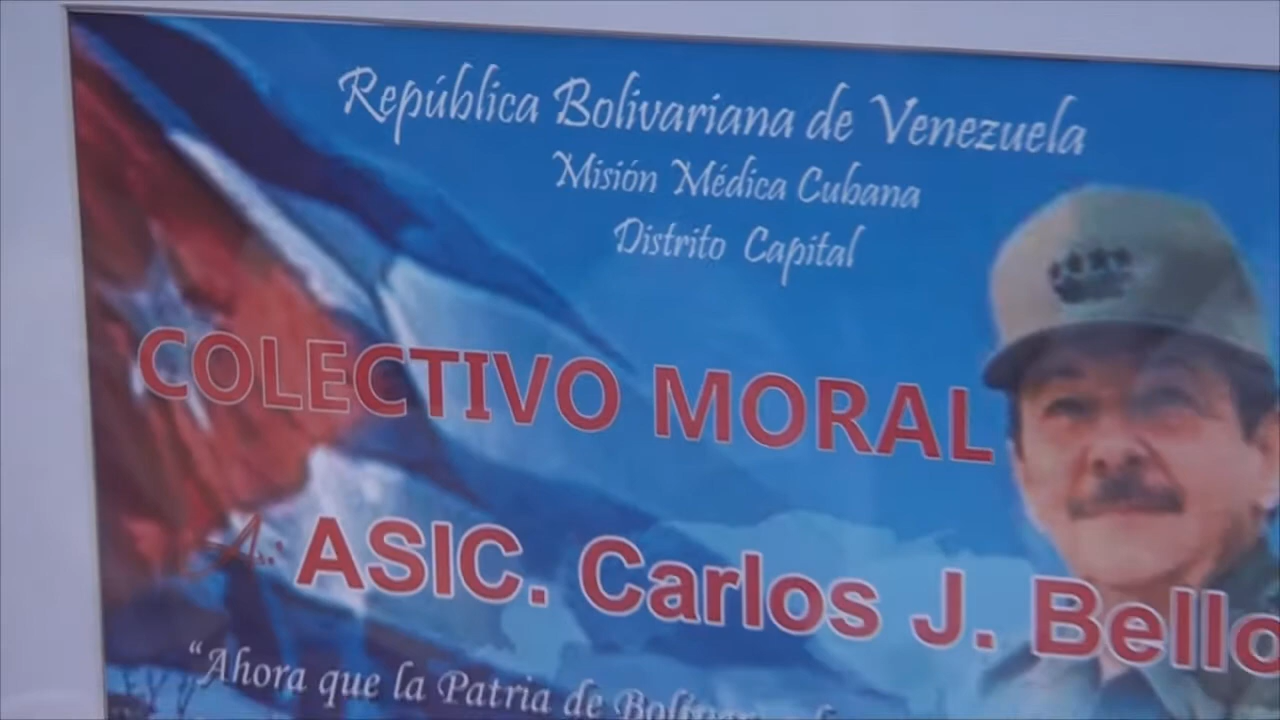 República Bolivariana de Venezuela
Misión Médica Cubana
Distrito Capital
COLECTIVO MORAL
A: ASIC. Carlos J. Bello
"Ahora que la Patria de Bolívar